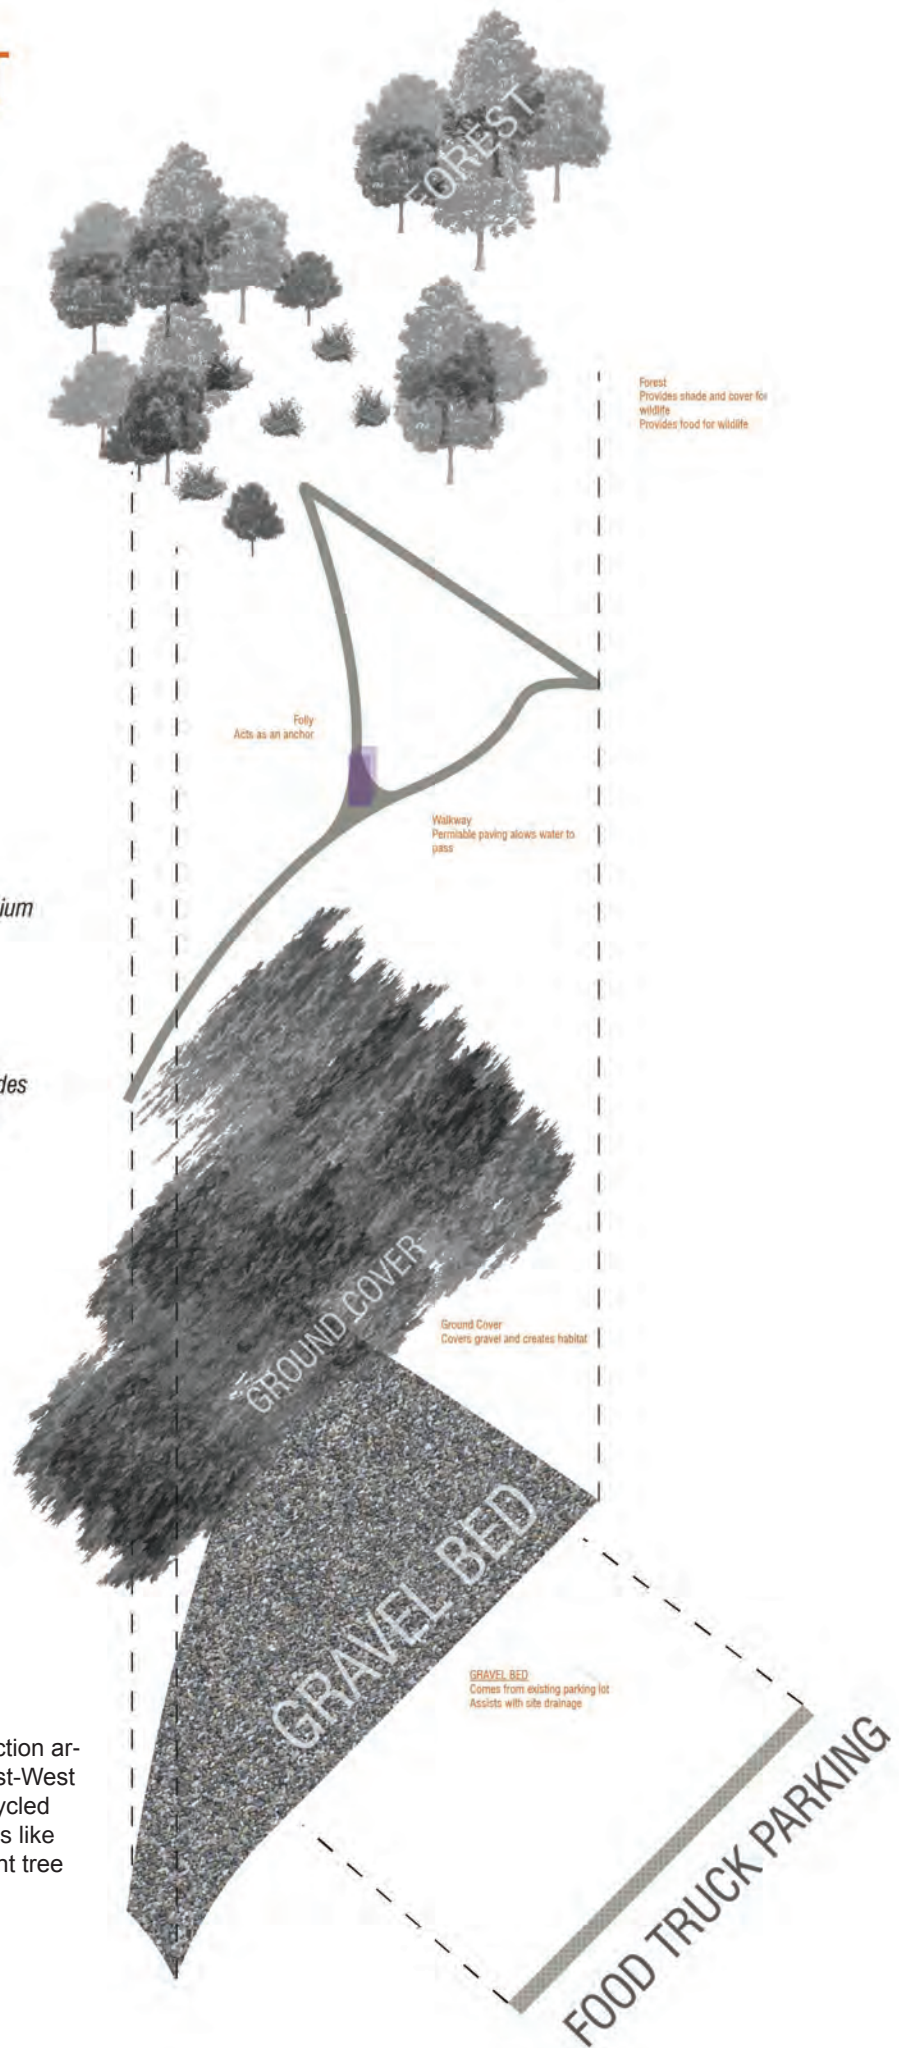 FOREST
Forest
Provides shade and cover for
wildlife
Provides food for wildlife
Folly
Acts as an anchor
Walkway
Permiable paving alows water to
pass
ium
des
GROUND COVER
Ground Cover
Covers gravel and creates habitat
GRAVEL BED
GRAVEL BED
Comes from existing parking lot
Assists with site drainage
ction ar-
st-West
ycled
s like
nt tree
FOOD TRUCK PARKING